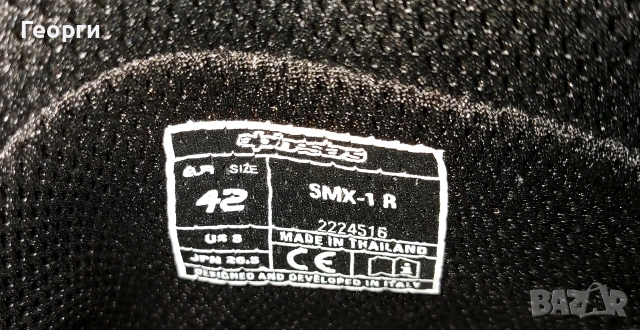 Георги
EUR SIZE
42
US 8
JPN 26.5
SMX-1 R
2224516
MADE IN THAILAND
CE
DESIGNED AND DEVELOPED IN ITALY
BAZAR